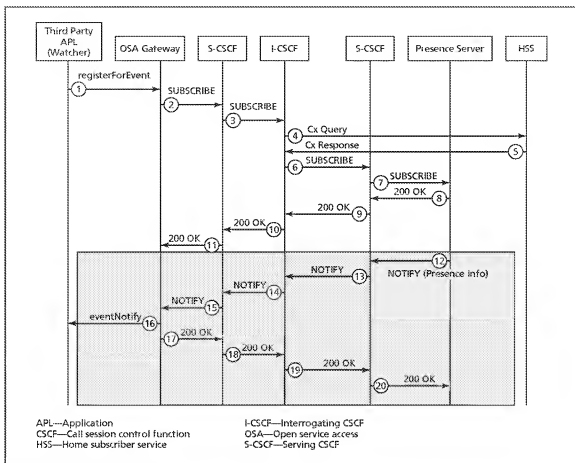 Third Party
APL
(Watcher)
OSA Gateway
S-CSCF
I-CSCF
S-CSCF
Presence Server
HSS
registerForEvent
1
SUBSCRIBE
2
SUBSCRIBE
3
Cx Query
4
Cx Response
5
SUBSCRIBE
6
SUBSCRIBE
7
200 OK
8
200 OK
9
200 OK
10
200 OK
11
12
NOTIFY (Presence info)
NOTIFY
13
NOTIFY
14
NOTIFY
15
eventNotify
16
200 OK
17
200 OK
18
200 OK
19
200 OK
20
APL—Application
CSCF—Call session control function
HSS—Home subscriber service
I-CSCF—Interrogating CSCF
OSA—Open service access
S-CSCF—Serving CSCF